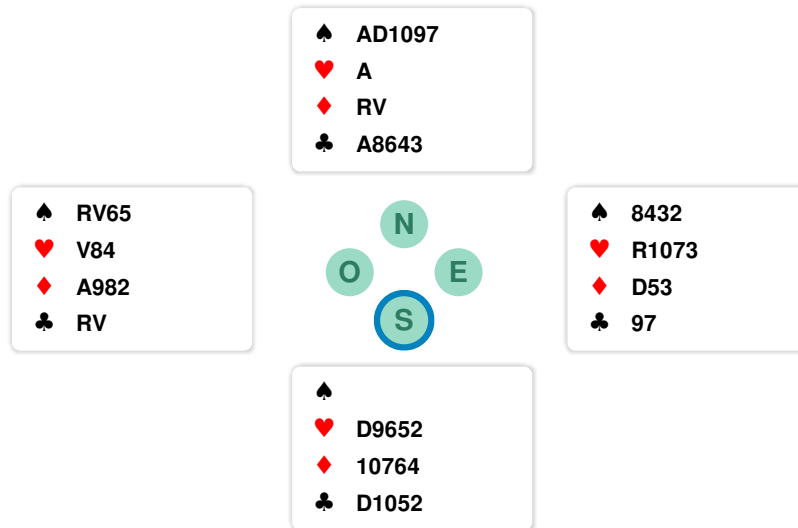 ♠ AD1097
♥ A
♦ RV
♣ A8643
♠ RV65
♥ V84
♦ A982
♣ RV
N
O
E
S
♠ 8432
♥ R1073
♦ D53
♣ 97
♠
♥ D9652
♦ 10764
♣ D1052